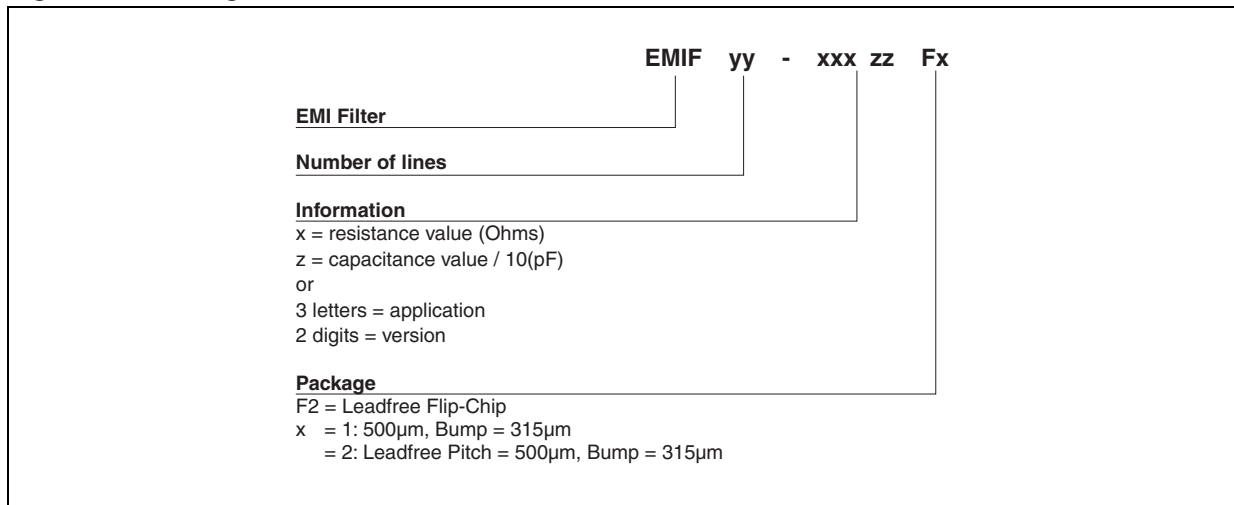 EMIF yy - xxx zz Fx
EMI Filter
Number of lines
Information
x = resistance value (Ohms)
z = capacitance value / 10(pF)
or
3 letters = application
2 digits = version
Package
F2 = Leadfree Flip-Chip
x = 1: 500µm, Bump = 315µm
= 2: Leadfree Pitch = 500µm, Bump = 315µm